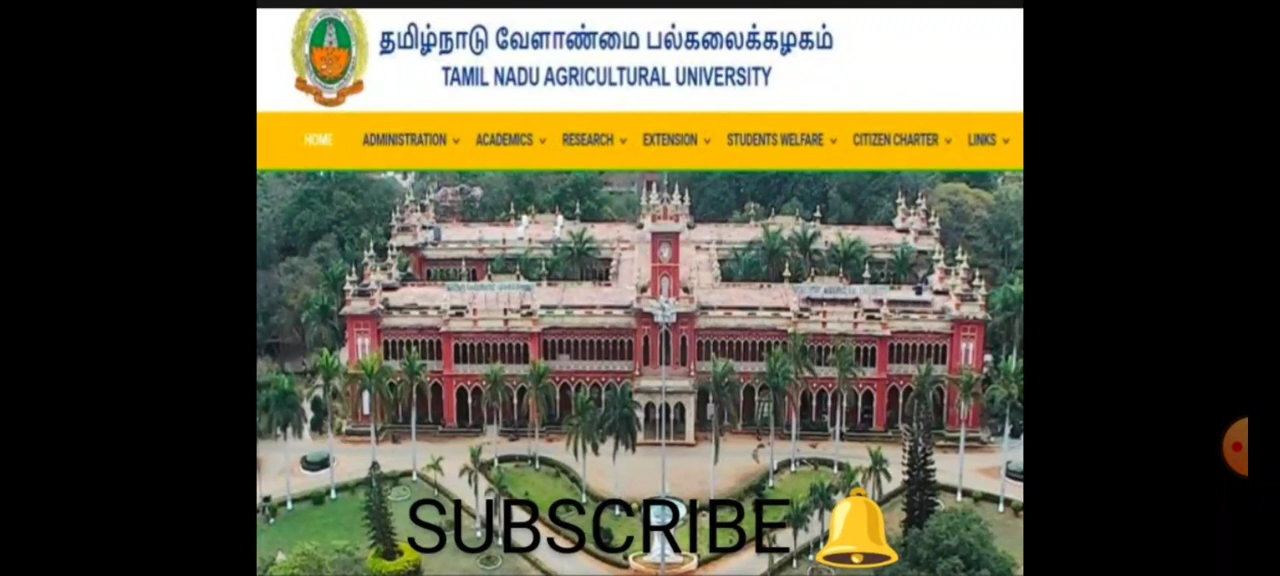 தமிழ்நாடு வேளாண்மை பல்கலைக்கழகம்
TAMIL NADU AGRICULTURAL UNIVERSITY
HOME ADMINISTRATION ACADEMICS RESEARCH EXTENSION STUDENTS WELFARE CITIZEN CHARTER LINKS
SUBSCRIBE